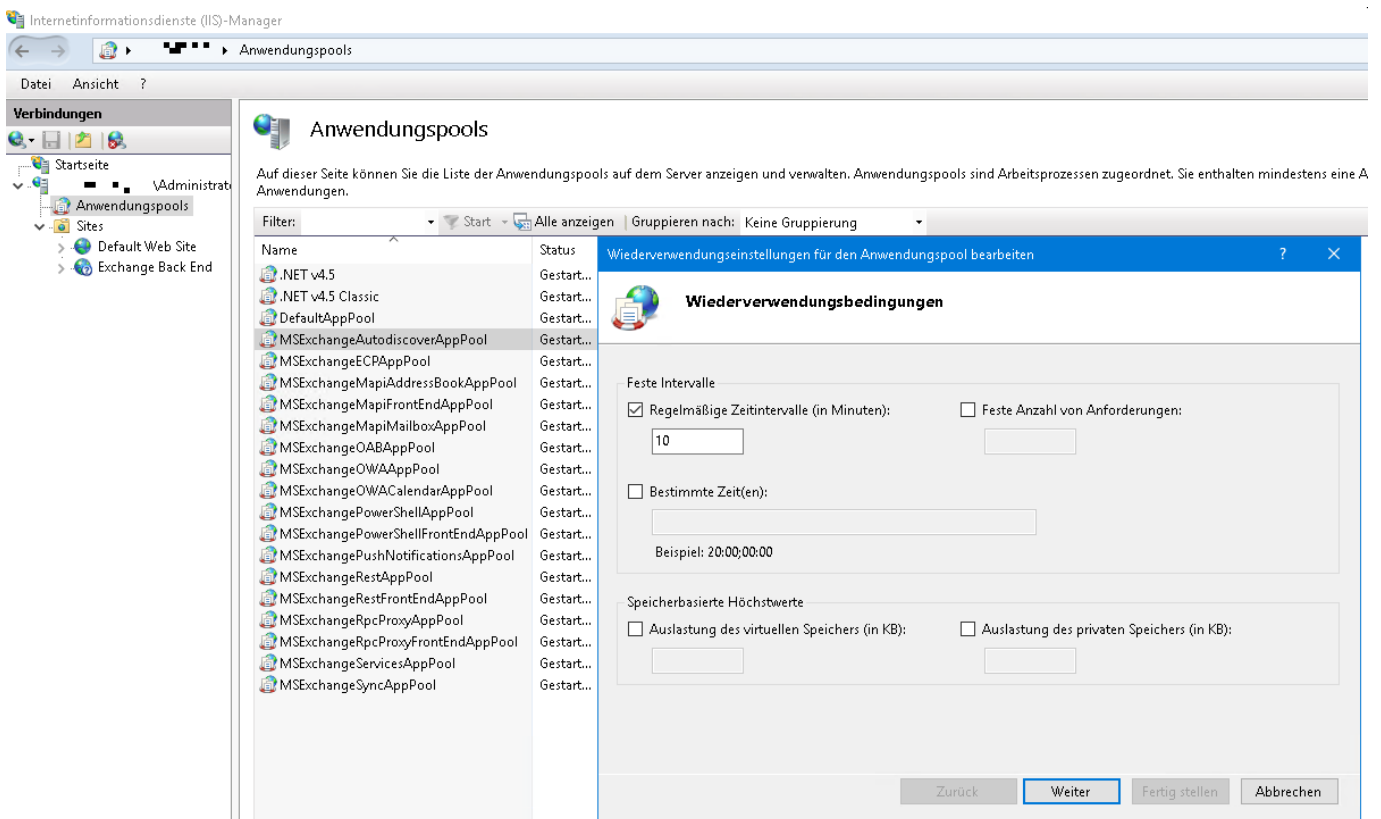 Internetinformationsdienste (IIS)-Manager
Anwendungspools
Datei Ansicht ?
Verbindungen
Startseite
\Administrat
Anwendungspools
Sites
Default Web Site
Exchange Back End
Anwendungspools
Auf dieser Seite können Sie die Liste der Anwendungspools auf dem Server anzeigen und verwalten. Anwendungspools sind Arbeitsprozessen zugeordnet. Sie enthalten mindestens eine A
Anwendungen.
Filter: Start Alle anzeigen Gruppieren nach: Keine Gruppierung
Name Status
.NET v4.5 Gestart...
.NET v4.5 Classic Gestart...
DefaultAppPool Gestart...
MSExchangeAutodiscoverAppPool Gestart...
MSExchangeECPAppPool Gestart...
MSExchangeMapiAddressBookAppPool Gestart...
MSExchangeMapiFrontEndAppPool Gestart...
MSExchangeMapiMailboxAppPool Gestart...
MSExchangeOABAppPool Gestart...
MSExchangeOWAAppPool Gestart...
MSExchangeOWACalendarAppPool Gestart...
MSExchangePowerShellAppPool Gestart...
MSExchangePowerShellFrontEndAppPool Gestart...
MSExchangePushNotificationsAppPool Gestart...
MSExchangeRestAppPool Gestart...
MSExchangeRestFrontEndAppPool Gestart...
MSExchangeRpcProxyAppPool Gestart...
MSExchangeRpcProxyFrontEndAppPool Gestart...
MSExchangeServicesAppPool Gestart...
MSExchangeSyncAppPool Gestart...
Wiederverwendungseinstellungen für den Anwendungspool bearbeiten ?
Wiederverwendungsbedingungen
Feste Intervalle
Regelmäßige Zeitintervalle (in Minuten): Feste Anzahl von Anforderungen:
10
Bestimmte Zeit(en):
Beispiel: 20:00;00:00
Speicherbasierte Höchstwerte
Auslastung des virtuellen Speichers (in KB): Auslastung des privaten Speichers (in KB):
Zurück Weiter Fertig stellen Abbrechen